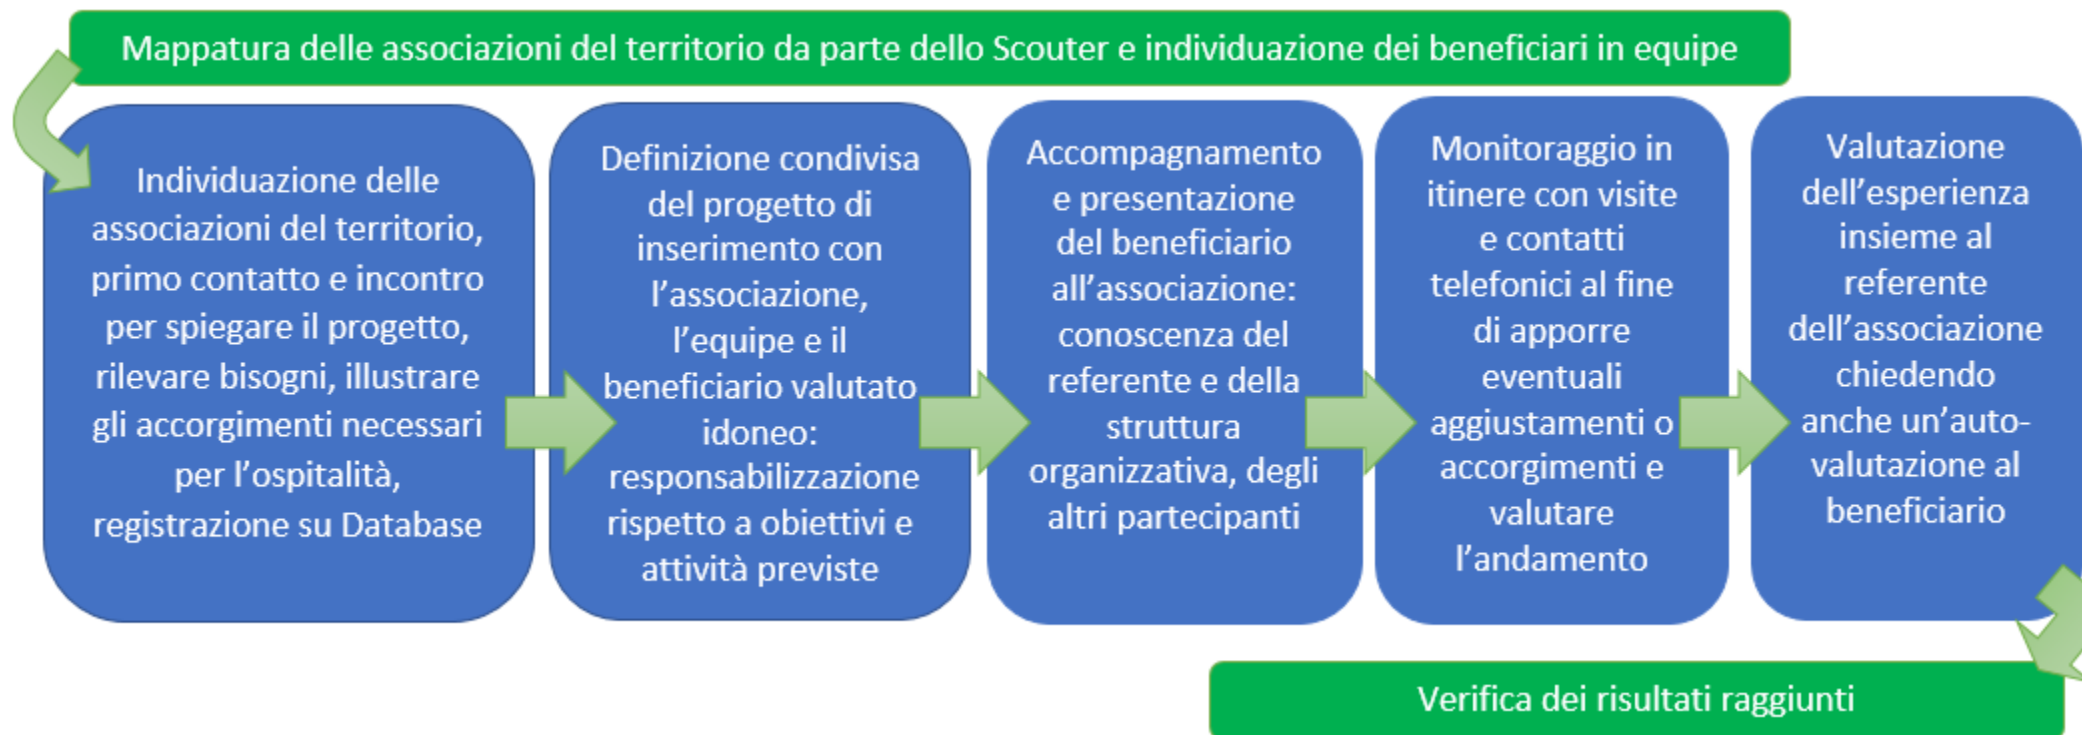 Mappatura delle associazioni del territorio da parte dello Scouter e individuazione dei beneficiari in equipe
Individuazione delle
associazioni del territorio,
primo contatto e incontro
per spiegare il progetto,
rilevare bisogni, illustrare
gli accorgimenti necessari
per l’ospitalità,
registrazione su Database
Definizione condivisa
del progetto di
inserimento con
l’associazione,
l’equipe e il
beneficiario valutato
idoneo:
responsabilizzazione
rispetto a obiettivi e
attività previste
Accompagnamento
e presentazione
del beneficiario
all’associazione:
conoscenza del
referente e della
struttura
organizzativa, degli
altri partecipanti
Monitoraggio in
itinere con visite
e contatti
telefonici al fine
di apporre
eventuali
aggiustamenti o
accorgimenti e
valutare
l’andamento
Valutazione
dell’esperienza
insieme al
referente
dell’associazione
chiedendo
anche un’auto-
valutazione al
beneficiario
Verifica dei risultati raggiunti